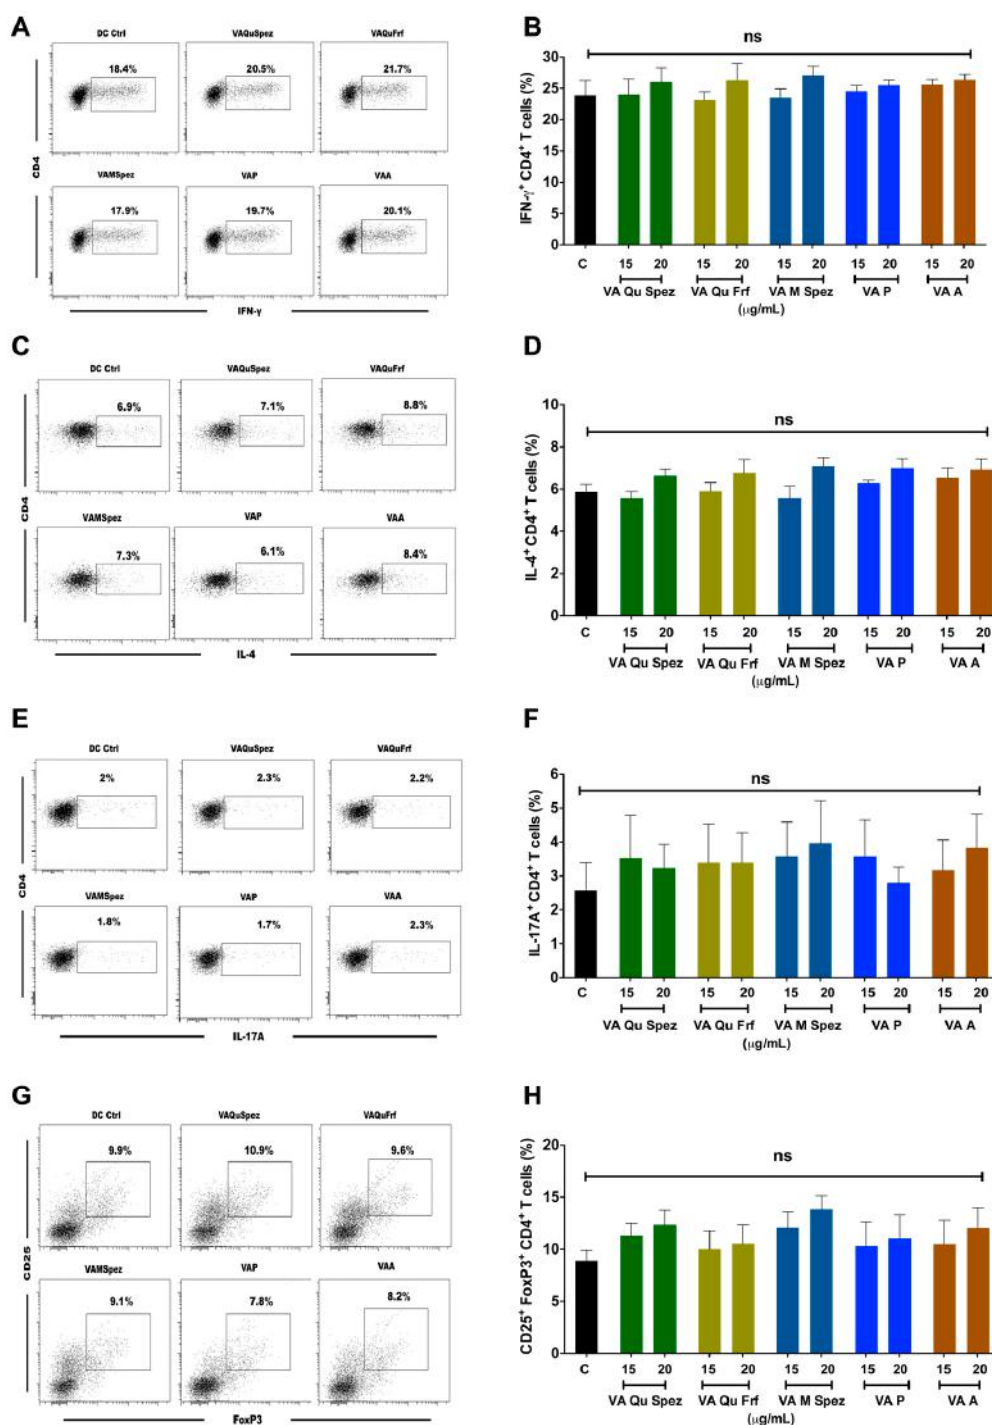 A
DC Ctrl
VAQuSpez
VAQuFrf
18.4%
20.5%
21.7%
CD4
VAMSpez
VAP
VAA
17.9%
19.7%
20.1%
IFN-γ
B
ns
30
25
20
15
10
5
0
IFN-γ⁺ CD4⁺ T cells (%)
C 15 20 15 20 15 20 15 20 15 20
VA Qu Spez VA Qu Frf VA M Spez VA P VA A
(µg/mL)
C
DC Ctrl
VAQuSpez
VAQuFrf
6.9%
7.1%
8.8%
CD4
VAMSpez
VAP
VAA
7.3%
6.1%
8.4%
IL-4
D
ns
10
8
6
4
2
0
IL-4⁺ CD4⁺ T cells (%)
C 15 20 15 20 15 20 15 20 15 20
VA Qu Spez VA Qu Frf VA M Spez VA P VA A
(µg/mL)
E
DC Ctrl
VAQuSpez
VAQuFrf
2%
2.3%
2.2%
CD4
VAMSpez
VAP
VAA
1.8%
1.7%
2.3%
IL-17A
F
ns
6
5
4
3
2
1
0
IL-17A⁺ CD4⁺ T cells (%)
C 15 20 15 20 15 20 15 20 15 20
VA Qu Spez VA Qu Frf VA M Spez VA P VA A
(µg/mL)
G
DC Ctrl
VAQuSpez
VAQuFrf
9.9%
10.9%
9.6%
CD25
VAMSpez
VAP
VAA
9.1%
7.8%
8.2%
FoxP3
H
ns
20
15
10
5
0
CD25⁺ FoxP3⁺ CD4⁺ T cells (%)
C 15 20 15 20 15 20 15 20 15 20
VA Qu Spez VA Qu Frf VA M Spez VA P VA A
(µg/mL)